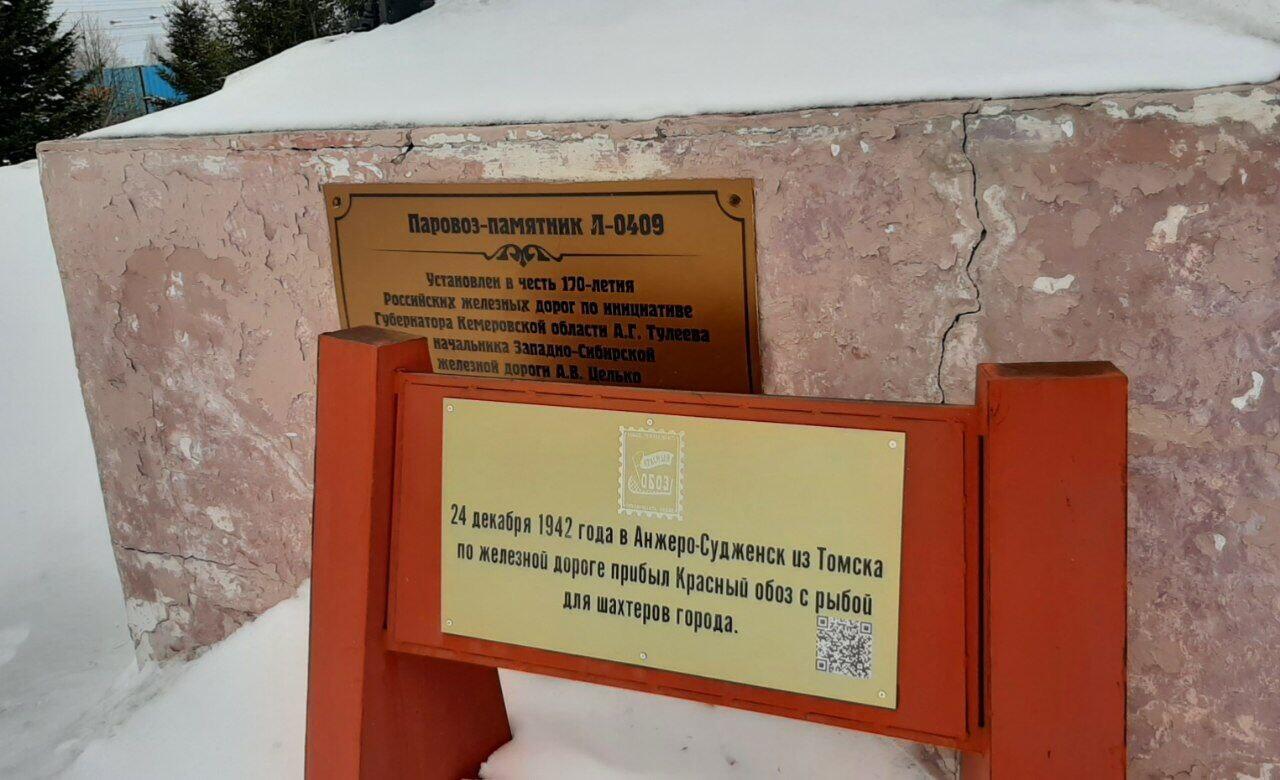 Паровоз-памятник Л-0409
Установлен в честь 170-летия
Российских железных дорог по инициативе
Губернатора Кемеровской области А.Г. Тулеева
начальника Западно-Сибирской
железной дороги А.В. Целько
КРАСНЫЙ
ОБОЗ
24 декабря 1942 года в Анжеро-Судженск из Томска
по железной дороге прибыл Красный обоз с рыбой
для шахтеров города.